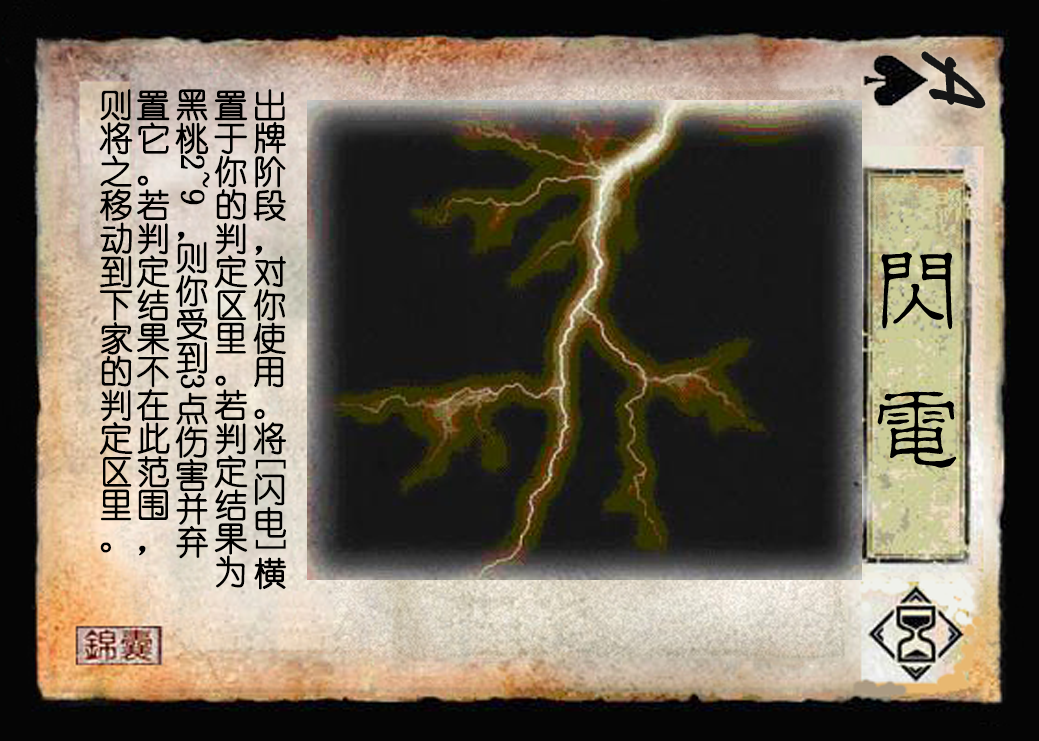 A
閃電
出牌阶段，对你使用。将[闪电]横
置于你的判定区里。若判定结果为
黑桃2~9，则你受到3点伤害并弃
置它。若判定结果不在此范围，
则将之移动到下家的判定区里。
錦囊